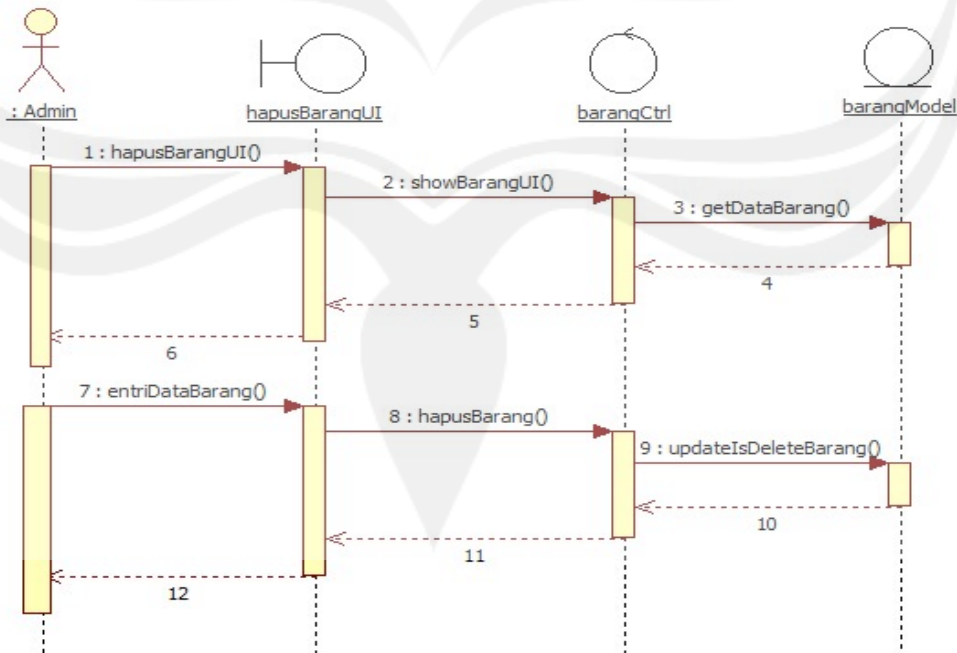 : Admin
hapusBarangUI
barangCtrl
barangModel
1 : hapusBarangUI()
2 : showBarangUI()
3 : getDataBarang()
4
5
6
7 : entriDataBarang()
8 : hapusBarang()
9 : updateIsDeleteBarang()
10
11
12